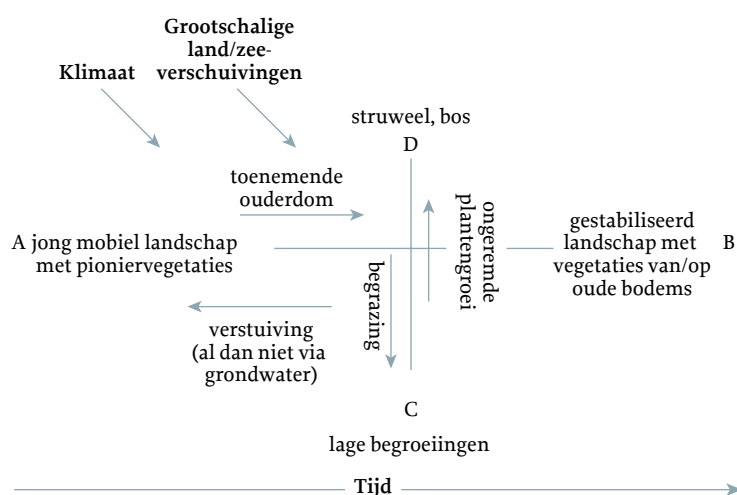 Grootschalige
land/zee-
verschuivingen
Klimaat
struweel, bos
D
toenemende
ouderdom
ongeremde
plantengroei
A jong mobiel landschap
met pioniervegetaties
gestabiliseerd
landschap met
vegetaties van/op
oude bodems
B
begrazing
verstuiving
(al dan niet via
grondwater)
C
lage begroeiingen
Tijd